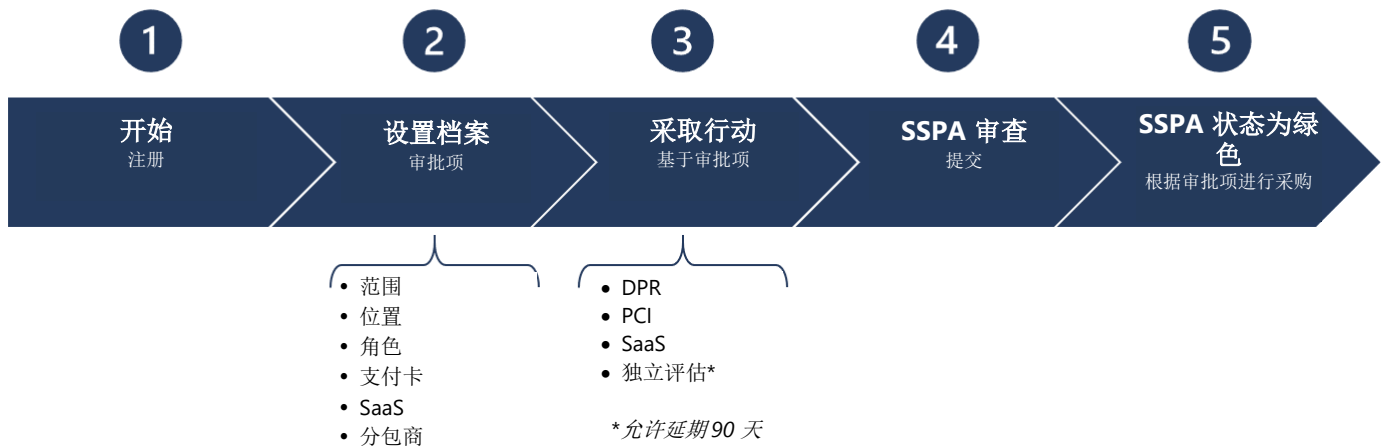 1
2
3
4
5
开始
注册
设置档案
审批项
采取行动
基于审批项
SSPA 审查
提交
SSPA 状态为绿
色
根据审批项进行采购
• 范围
• 位置
• 角色
• 支付卡
• SaaS
• 分包商
• DPR
• PCI
• SaaS
• 独立评估*
*允许延期 90 天